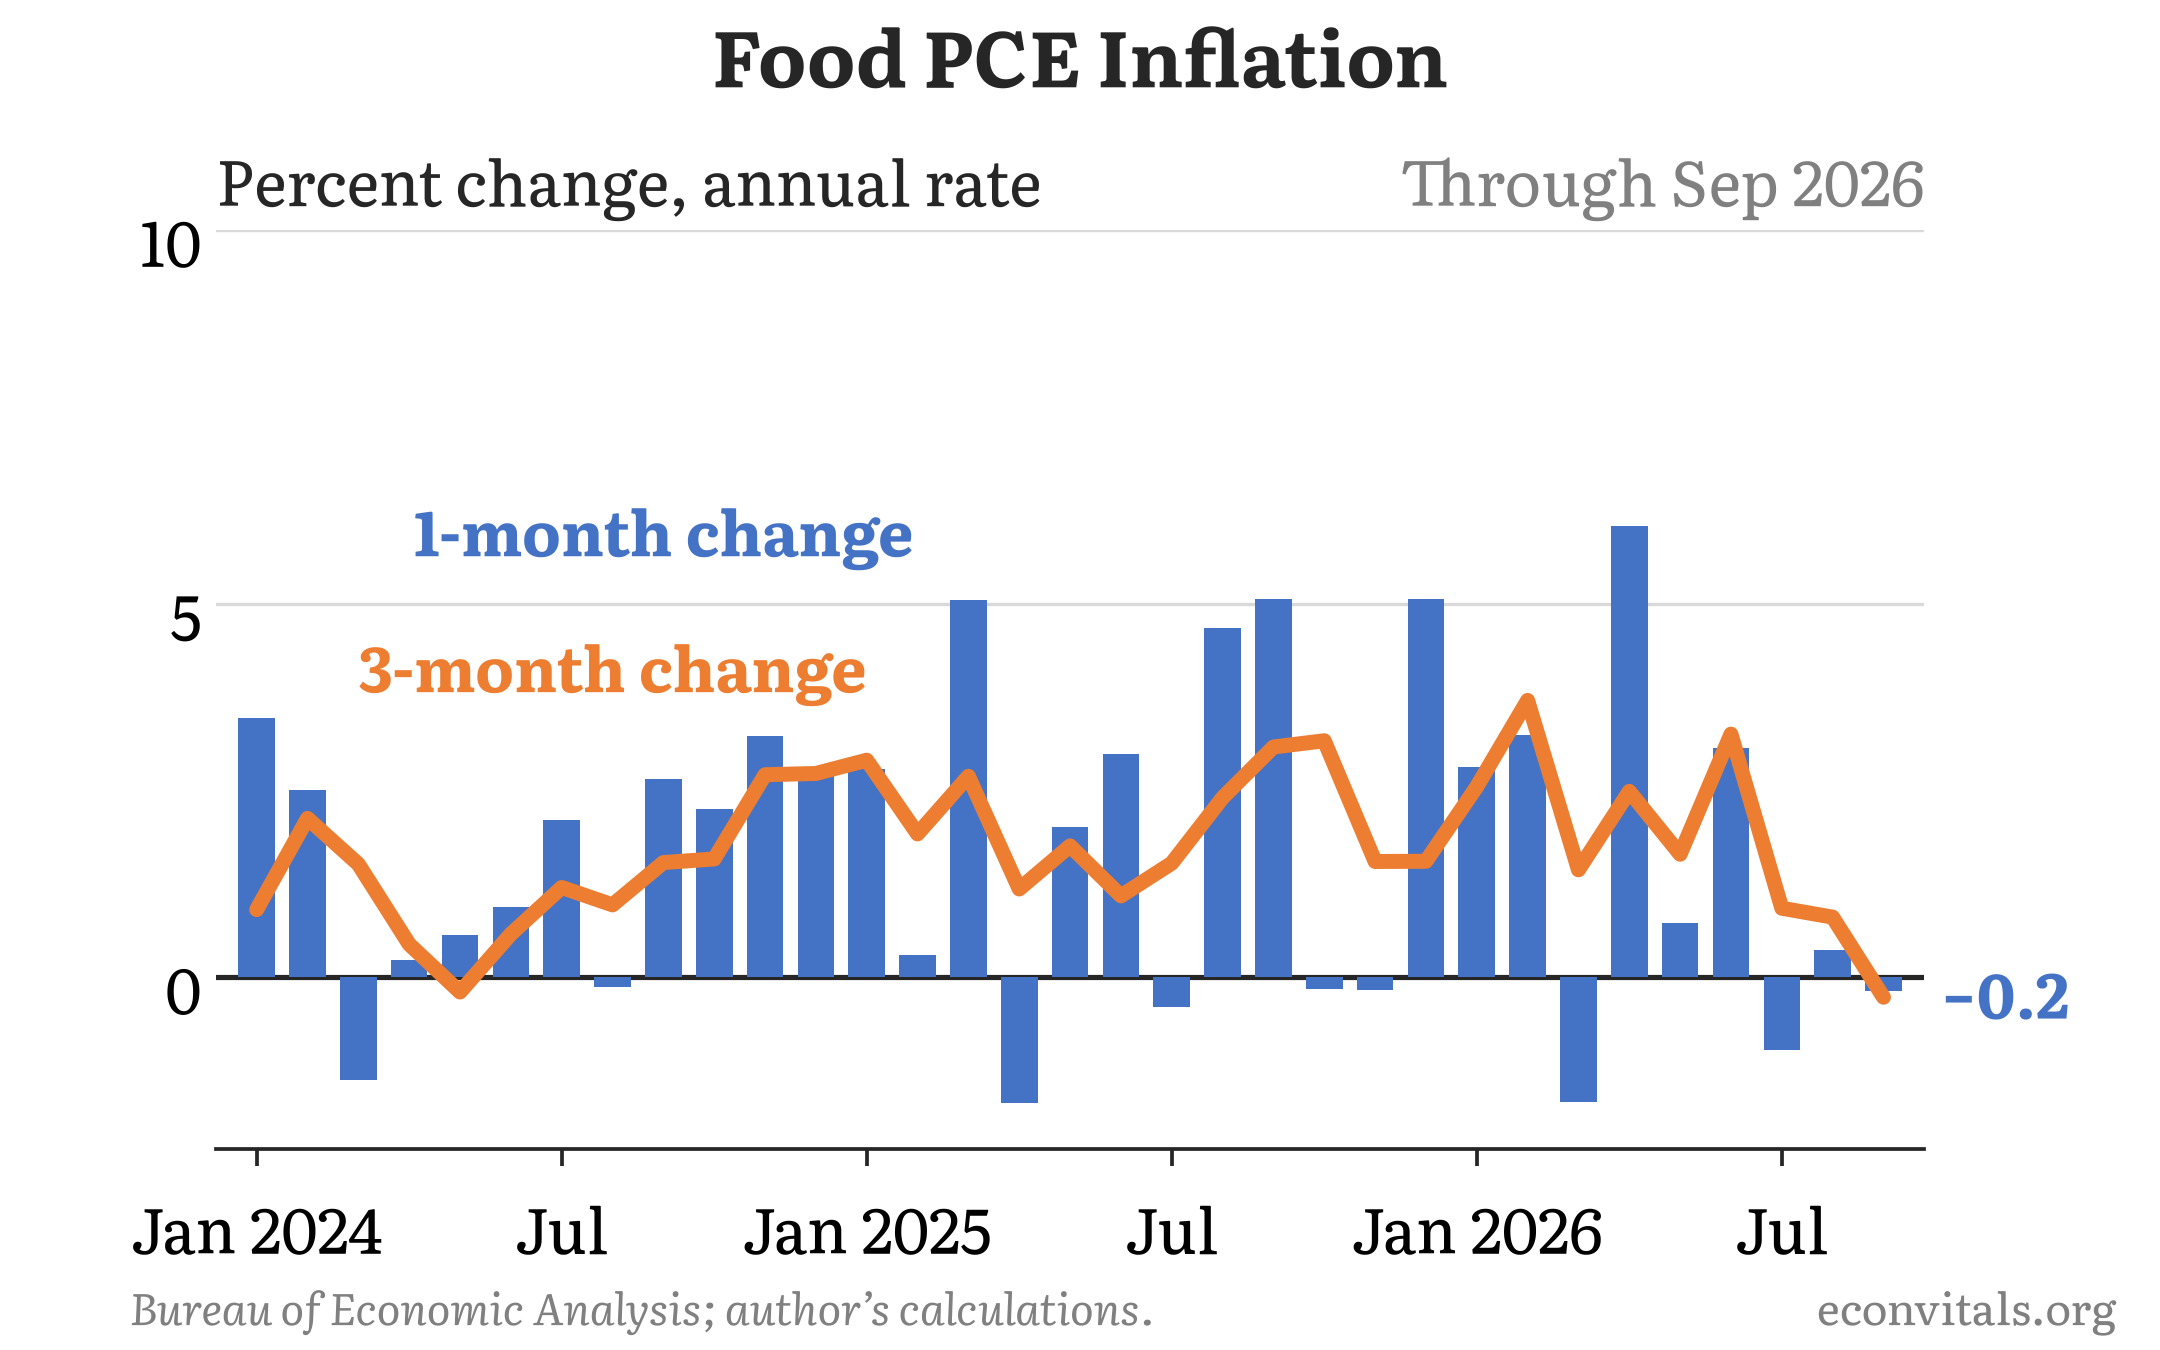 Food PCE Inflation
Percent change, annual rate
Through Sep 2026
10
1-month change
5
3-month change
0
−0.2
Jan 2024
Jul
Jan 2025
Jul
Jan 2026
Jul
Bureau of Economic Analysis; author’s calculations.
econvitals.org